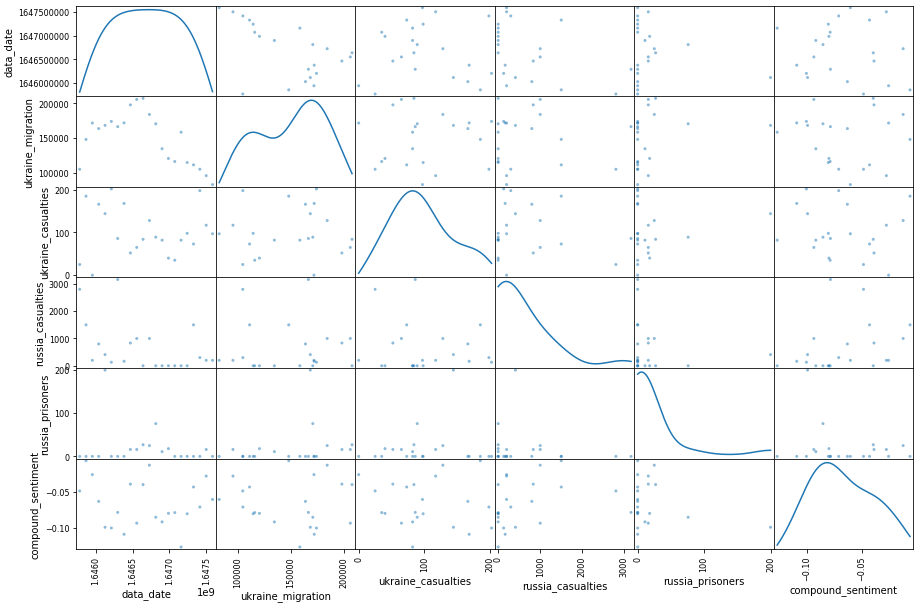 1647500000
1647000000
1646500000
1646000000
data_date
200000
150000
100000
ukraine_migration
200
100
0
ukraine_casualties
3000
2000
1000
0
russia_casualties
200
100
0
russia_prisoners
−0.05
−0.10
compound_sentiment
1.6460
1.6465
1.6470
1.6475
1e9
data_date
100000
150000
200000
ukraine_migration
0
100
200
ukraine_casualties
0
1000
2000
3000
russia_casualties
0
100
200
russia_prisoners
−0.10
−0.05
compound_sentiment